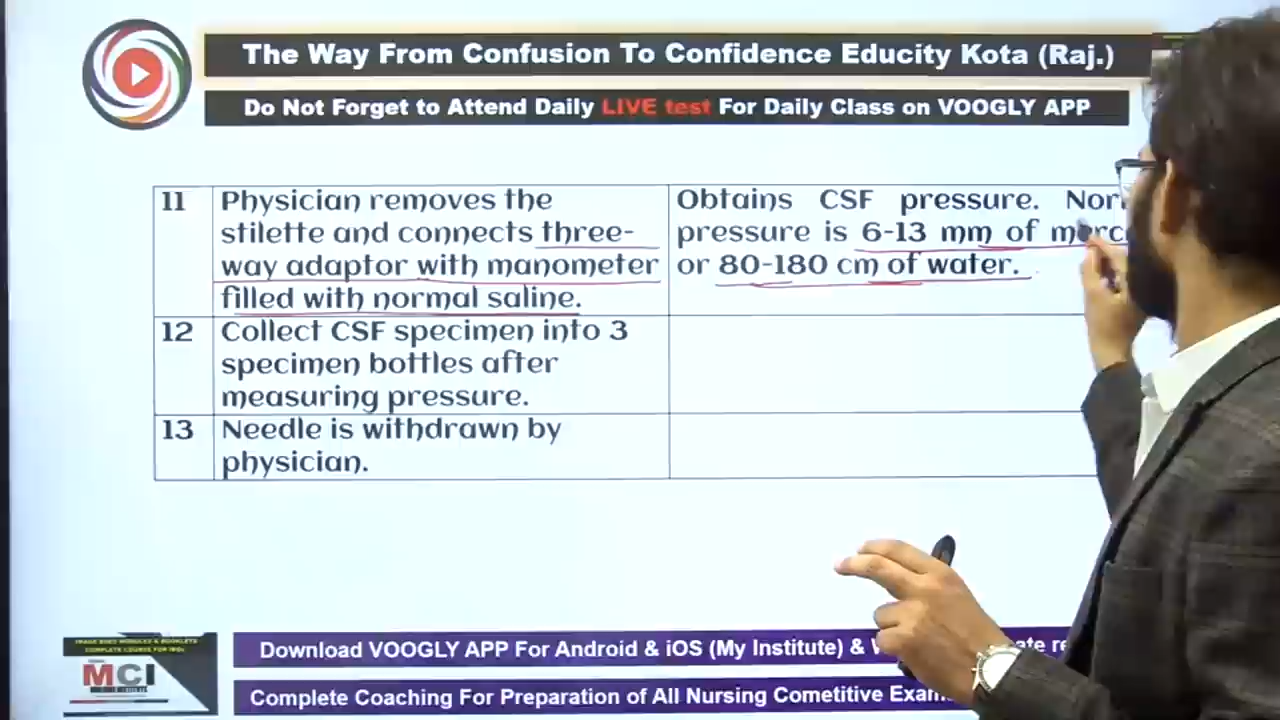 The Way From Confusion To Confidence Educity Kota (Raj.)
Do Not Forget to Attend Daily LIVE test For Daily Class on VOOGLY APP
11
Physician removes the
stilette and connects three-
way adaptor with manometer
filled with normal saline.
Obtains CSF pressure.
pressure is 6-13 mm of
or 80-180 cm of water.
12
Collect CSF specimen into 3
specimen bottles after
measuring pressure.
13
Needle is withdrawn by
physician.
COMPLETE COURSE FOR
MCI
Download VOOGLY APP For Android & iOS (My Institute) &
Complete Coaching For Preparation of All Nursing Cometitive